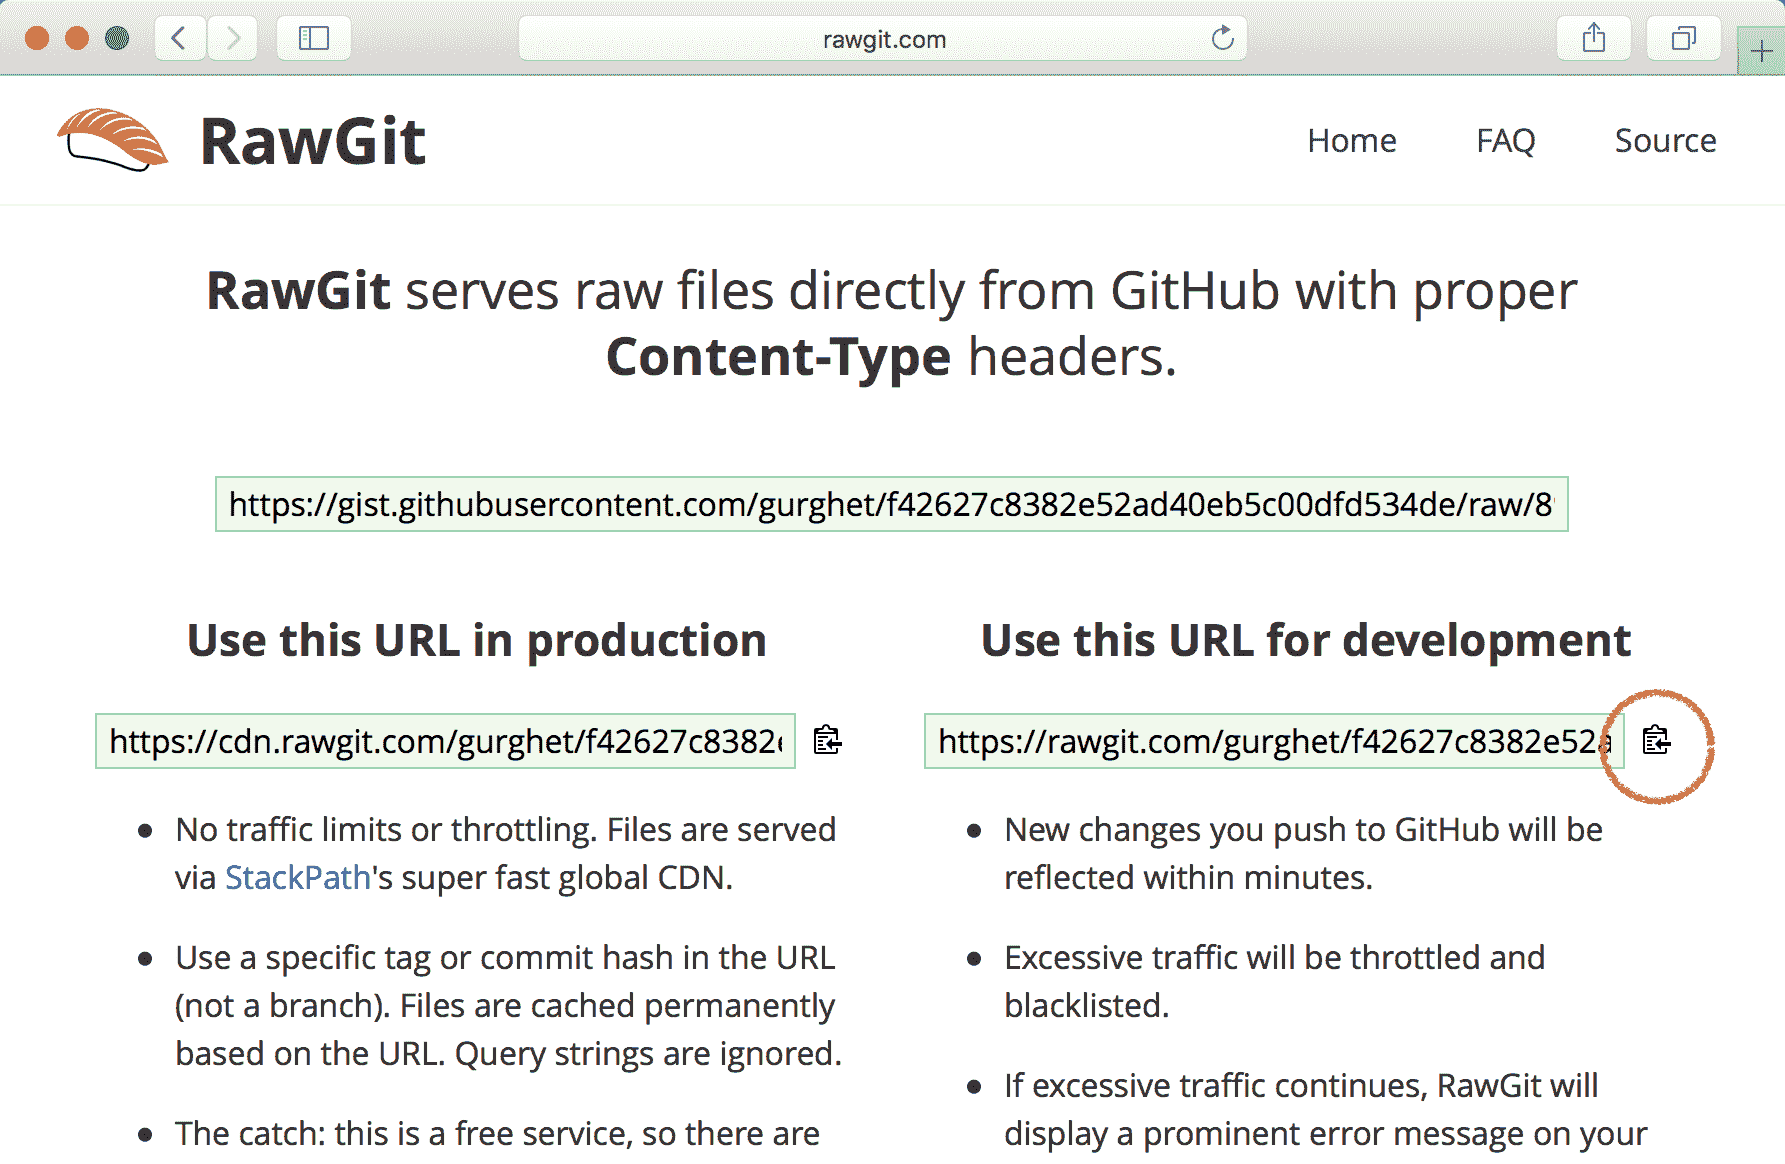 rawgit.com
RawGit
Home FAQ Source
RawGit serves raw files directly from GitHub with proper
Content-Type headers.
https://gist.githubusercontent.com/gurghet/f42627c8382e52ad40eb5c00dfd534de/raw/8
Use this URL in production
https://cdn.rawgit.com/gurghet/f42627c8382
No traffic limits or throttling. Files are served
via StackPath's super fast global CDN.
Use a specific tag or commit hash in the URL
(not a branch). Files are cached permanently
based on the URL. Query strings are ignored.
The catch: this is a free service, so there are
Use this URL for development
https://rawgit.com/gurghet/f42627c8382e52a
New changes you push to GitHub will be
reflected within minutes.
Excessive traffic will be throttled and
blacklisted.
If excessive traffic continues, RawGit will
display a prominent error message on your